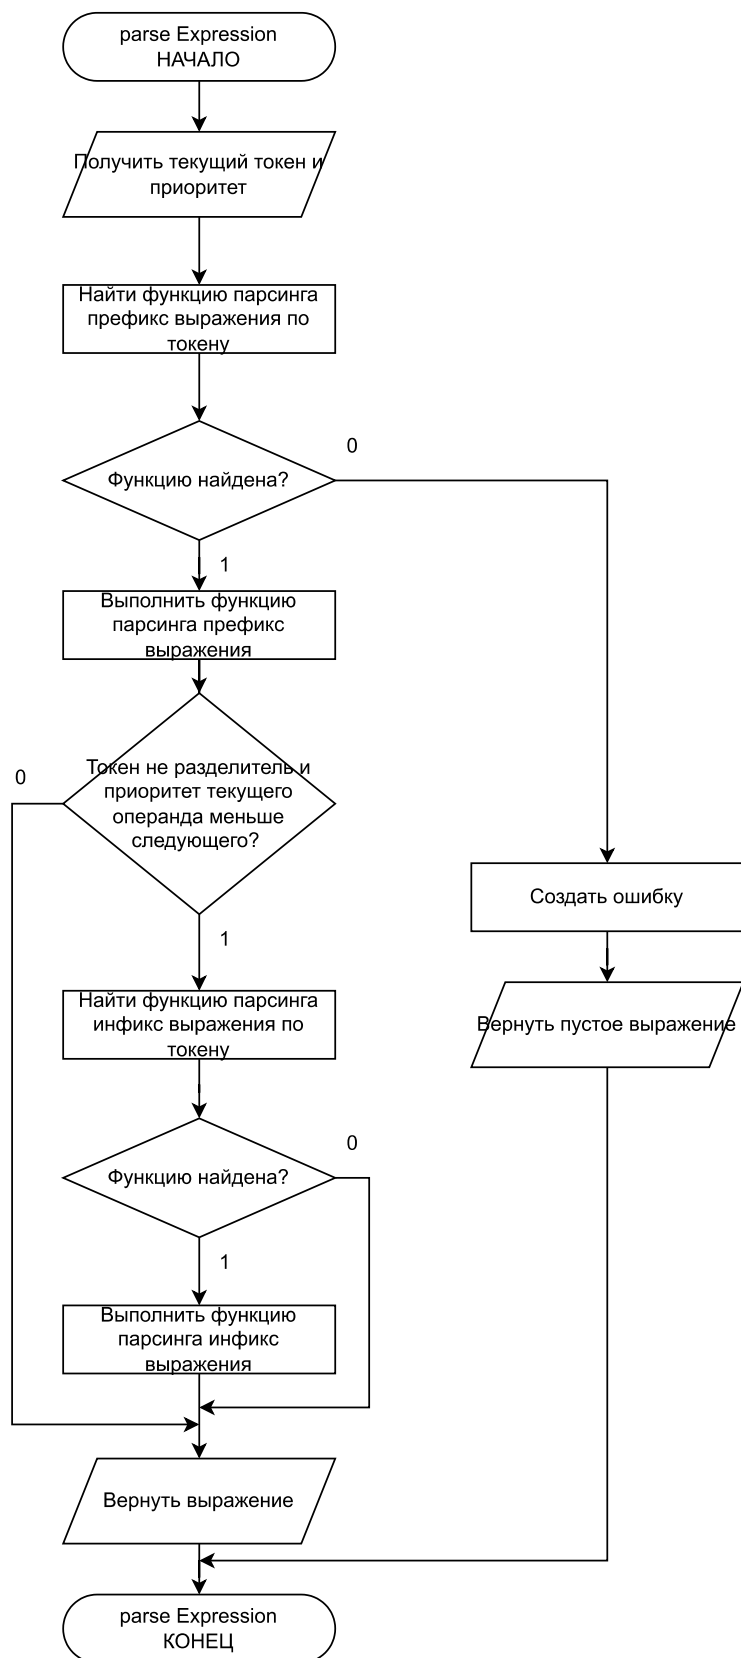 parse Expression
НАЧАЛО
Получить текущий токен и
приоритет
Найти функцию парсинга
префикс выражения по
токену
0
Функцию найдена?
1
Выполнить функцию
парсинга префикс
выражения
0
Токен не разделитель и
приоритет текущего
операнда меньше
следующего?
Создать ошибку
1
Найти функцию парсинга
инфикс выражения по
токену
Вернуть пустое выражение
0
Функцию найдена?
1
Выполнить функцию
парсинга инфикс
выражения
Вернуть выражение
parse Expression
КОНЕЦ